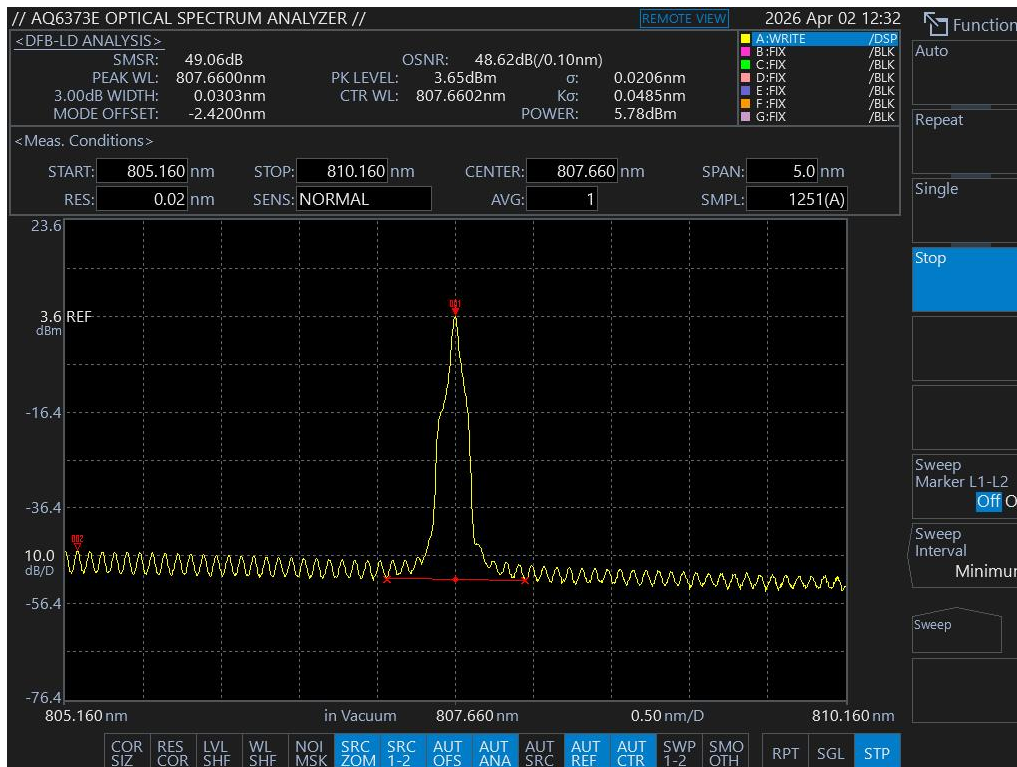 // AQ6373E OPTICAL SPECTRUM ANALYZER // REMOTE VIEW 2026 Apr 02 12:32
<DFB-LD ANALYSIS>
SMSR: 49.06dB OSNR: 48.62dB(/0.10nm)
PEAK WL: 807.6600nm PK LEVEL: 3.65dBm σ: 0.0206nm
3.00dB WIDTH: 0.0303nm CTR WL: 807.6602nm Kσ: 0.0485nm
MODE OFFSET: -2.4200nm POWER: 5.78dBm
A:WRITE /DSP
B:FIX /BLK
C:FIX /BLK
D:FIX /BLK
E:FIX /BLK
F:FIX /BLK
G:FIX /BLK
<Meas. Conditions>
START: 805.160 nm STOP: 810.160 nm CENTER: 807.660 nm SPAN: 5.0 nm
RES: 0.02 nm SENS: NORMAL AVG: 1 SMPL: 1251(A)
23.6
001
3.6 REF
dBm
-16.4
-36.4
002
10.0
dB/D
-56.4
-76.4
805.160 nm in Vacuum 807.660 nm 0.50 nm/D 810.160 nm
COR SIZ
RES COR
LVL SHF
WL SHF
NOI MSK
SRC ZOM
SRC 1-2
AUT OFS
AUT ANA
AUT SRC
AUT REF
AUT CTR
SWP 1-2
SMO OTH
RPT
SGL
STP
Function
Auto
Repeat
Single
Stop
Sweep
Marker L1-L2
Off O
Sweep
Interval
Minimu
Sweep